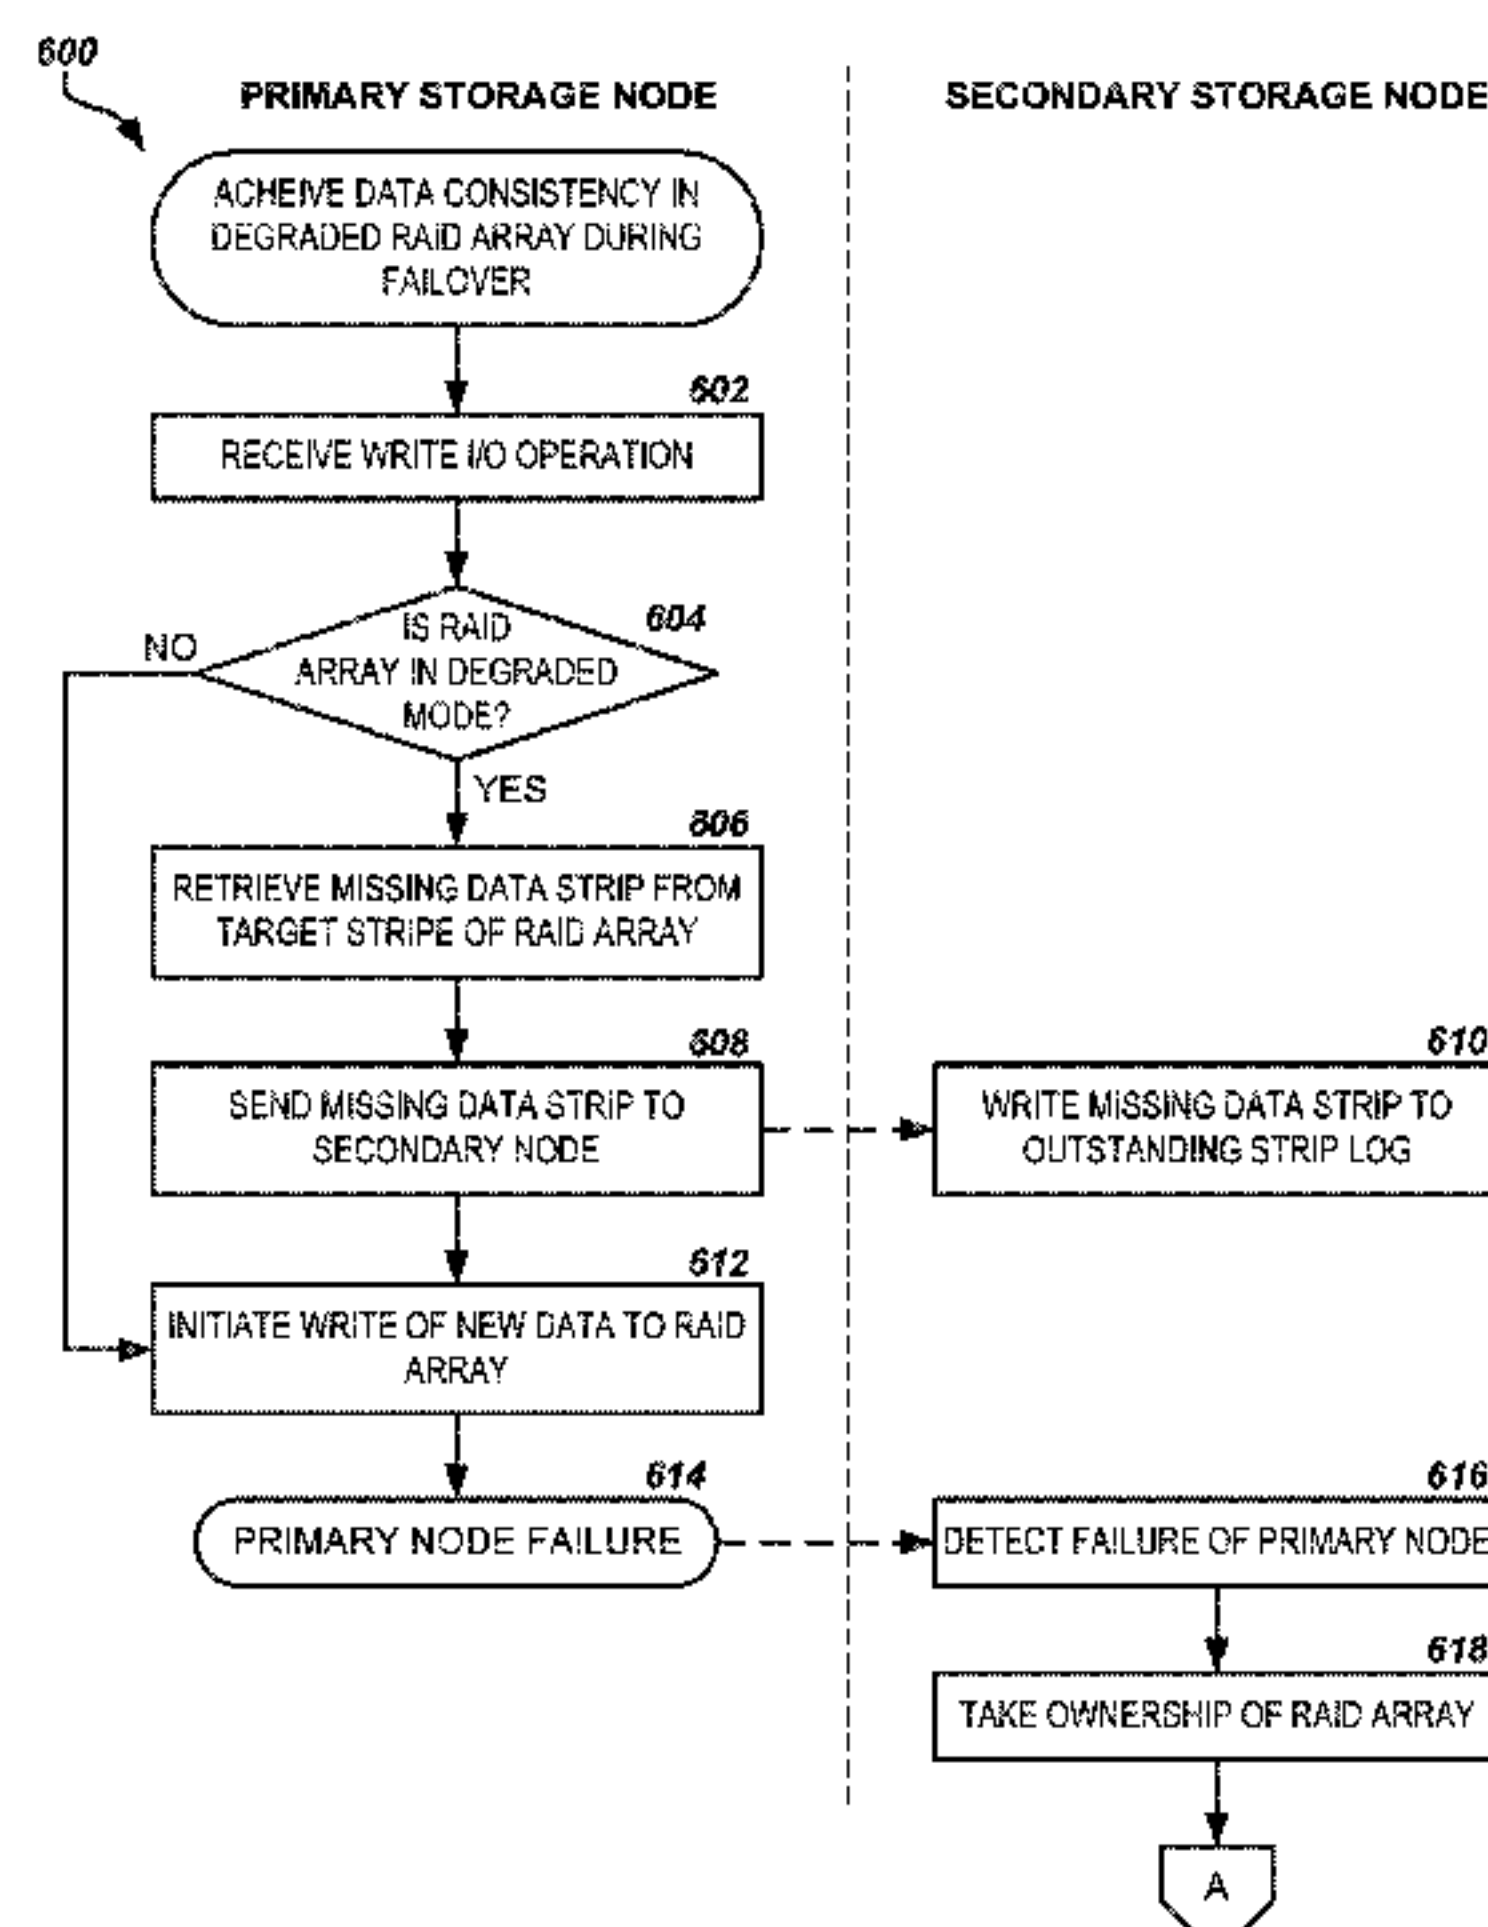 600
PRIMARY STORAGE NODE
SECONDARY STORAGE NODE
ACHEIVE DATA CONSISTENCY IN
DEGRADED RAID ARRAY DURING
FAILOVER
602
RECEIVE WRITE I/O OPERATION
604
IS RAID
ARRAY IN DEGRADED
MODE?
NO
YES
606
RETRIEVE MISSING DATA STRIP FROM
TARGET STRIPE OF RAID ARRAY
608
SEND MISSING DATA STRIP TO
SECONDARY NODE
610
WRITE MISSING DATA STRIP TO
OUTSTANDING STRIP LOG
612
INITIATE WRITE OF NEW DATA TO RAID
ARRAY
614
PRIMARY NODE FAILURE
616
DETECT FAILURE OF PRIMARY NODE
618
TAKE OWNERSHIP OF RAID ARRAY
A